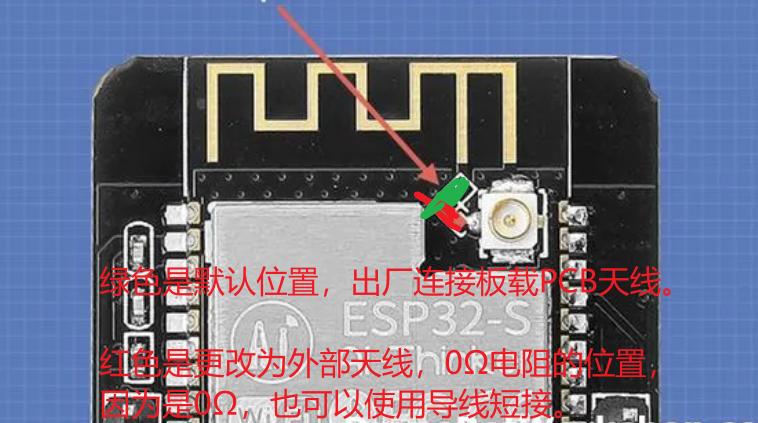 绿色是默认位置，出厂连接板载PCB天线。
Ai
ESP32-S
红色是更改为外部天线，0Ω电阻的位置，
因为是0Ω，也可以使用导线短接。